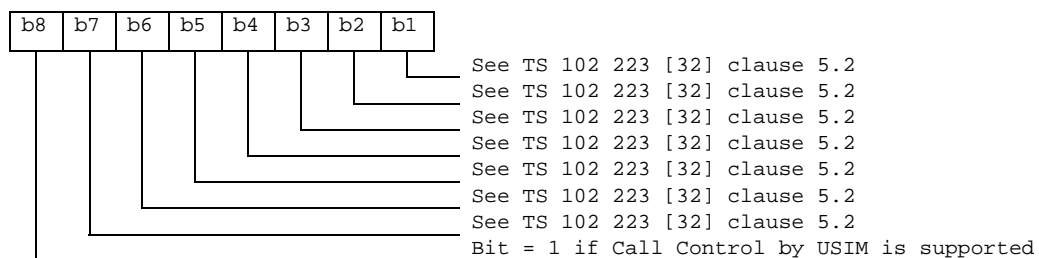 b8 b7 b6 b5 b4 b3 b2 b1
See TS 102 223 [32] clause 5.2
See TS 102 223 [32] clause 5.2
See TS 102 223 [32] clause 5.2
See TS 102 223 [32] clause 5.2
See TS 102 223 [32] clause 5.2
See TS 102 223 [32] clause 5.2
See TS 102 223 [32] clause 5.2
Bit = 1 if Call Control by USIM is supported